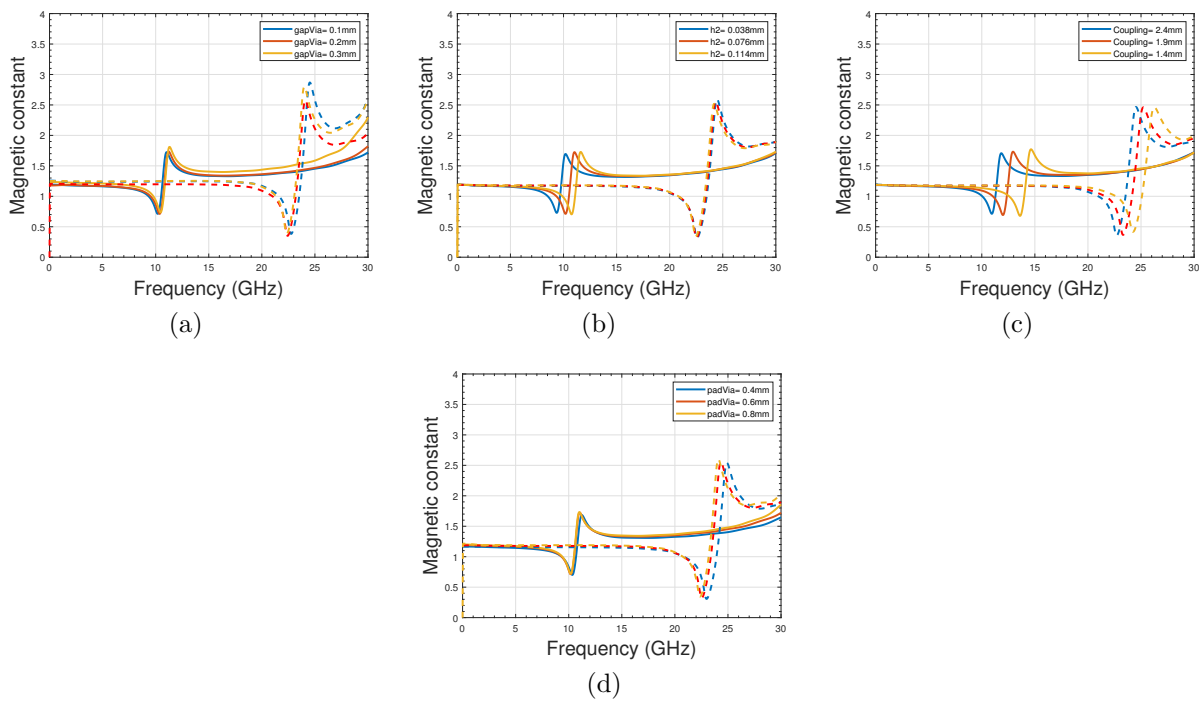 4
3.5
3
2.5
2
1.5
1
0.5
0
Magnetic constant
gapVia= 0.1mm
gapVia= 0.2mm
gapVia= 0.3mm
0 5 10 15 20 25 30
Frequency (GHz)
(a)
4
3.5
3
2.5
2
1.5
1
0.5
0
Magnetic constant
h2= 0.038mm
h2= 0.076mm
h2= 0.114mm
0 5 10 15 20 25 30
Frequency (GHz)
(b)
4
3.5
3
2.5
2
1.5
1
0.5
0
Magnetic constant
Coupling= 2.4mm
Coupling= 1.9mm
Coupling= 1.4mm
0 5 10 15 20 25 30
Frequency (GHz)
(c)
4
3.5
3
2.5
2
1.5
1
0.5
0
Magnetic constant
padVia= 0.4mm
padVia= 0.6mm
padVia= 0.8mm
0 5 10 15 20 25 30
Frequency (GHz)
(d)